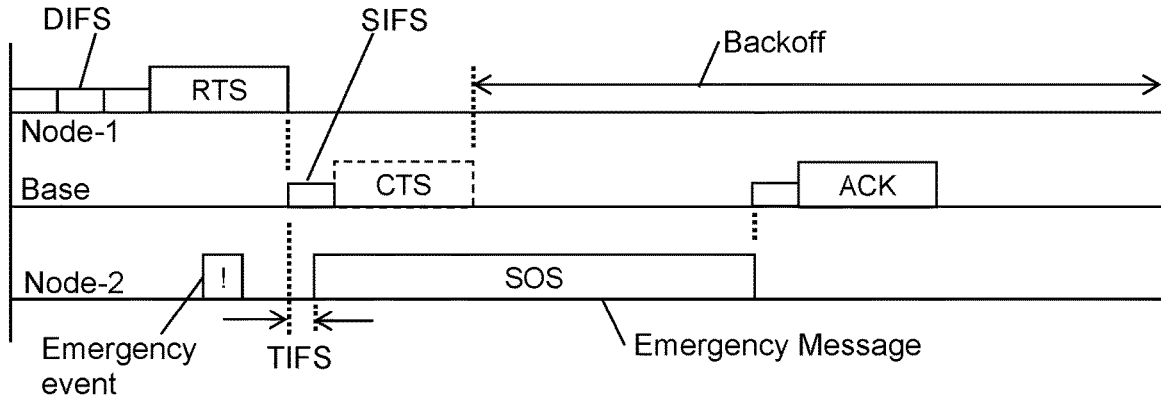 DIFS
SIFS
Backoff
RTS
Node-1
Base
CTS
ACK
Node-2
!
SOS
Emergency
event
TIFS
Emergency Message